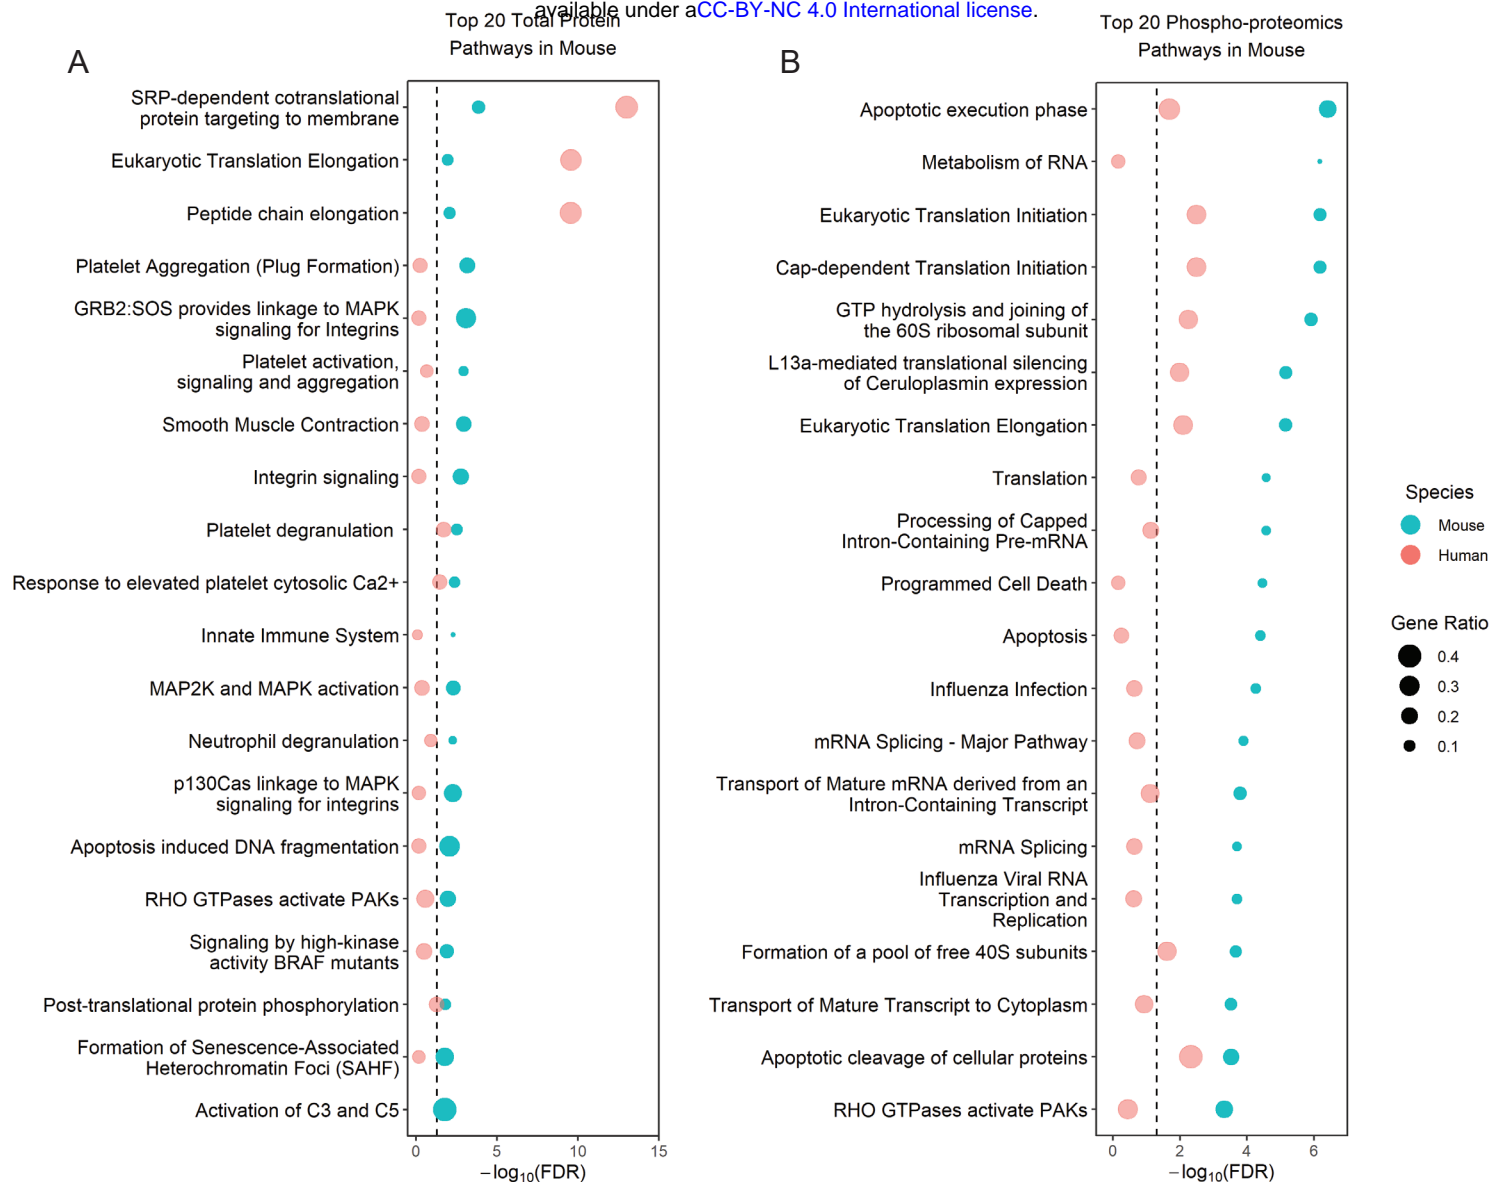 available under aCC-BY-NC 4.0 International license.
Top 20 Total Protein
Pathways in Mouse
A
SRP-dependent cotranslational
protein targeting to membrane
Eukaryotic Translation Elongation
Peptide chain elongation
Platelet Aggregation (Plug Formation)
GRB2:SOS provides linkage to MAPK
signaling for Integrins
Platelet activation,
signaling and aggregation
Smooth Muscle Contraction
Integrin signaling
Platelet degranulation
Response to elevated platelet cytosolic Ca2+
Innate Immune System
MAP2K and MAPK activation
Neutrophil degranulation
p130Cas linkage to MAPK
signaling for integrins
Apoptosis induced DNA fragmentation
RHO GTPases activate PAKs
Signaling by high-kinase
activity BRAF mutants
Post-translational protein phosphorylation
Formation of Senescence-Associated
Heterochromatin Foci (SAHF)
Activation of C3 and C5
0 5 10 15
−log10(FDR)
Top 20 Phospho-proteomics
Pathways in Mouse
B
Apoptotic execution phase
Metabolism of RNA
Eukaryotic Translation Initiation
Cap-dependent Translation Initiation
GTP hydrolysis and joining of
the 60S ribosomal subunit
L13a-mediated translational silencing
of Ceruloplasmin expression
Eukaryotic Translation Elongation
Translation
Processing of Capped
Intron-Containing Pre-mRNA
Programmed Cell Death
Apoptosis
Influenza Infection
mRNA Splicing - Major Pathway
Transport of Mature mRNA derived from an
Intron-Containing Transcript
mRNA Splicing
Influenza Viral RNA
Transcription and
Replication
Formation of a pool of free 40S subunits
Transport of Mature Transcript to Cytoplasm
Apoptotic cleavage of cellular proteins
RHO GTPases activate PAKs
0 2 4 6
−log10(FDR)
Species
Mouse
Human
Gene Ratio
0.4
0.3
0.2
0.1